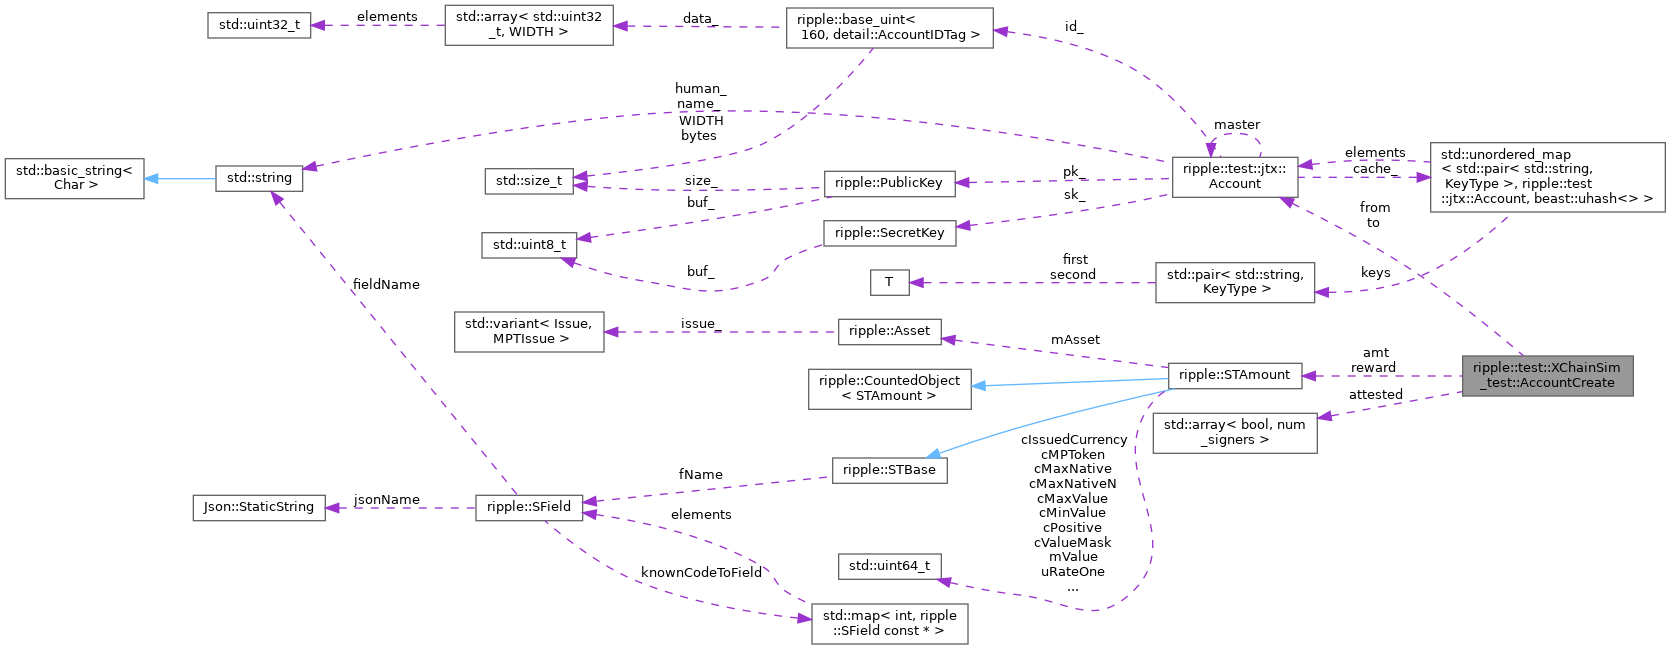 std::uint32_t
elements
std::array< std::uint32
_t, WIDTH >
data_
ripple::base_uint<
160, detail::AccountIDTag >
id_
human_
name_
WIDTH
bytes
master
std::basic_string<
Char >
std::string
std::size_t
size_
buf_
ripple::PublicKey
pk_
sk_
ripple::test::jtx::
Account
elements
cache_
std::unordered_map
< std::pair< std::string,
KeyType >, ripple::test
::jtx::Account, beast::uhash<> >
std::uint8_t
buf_
ripple::SecretKey
from
to
fieldName
T
first
second
std::pair< std::string,
KeyType >
keys
std::variant< Issue,
MPTIssue >
issue_
ripple::Asset
mAsset
ripple::CountedObject
< STAmount >
ripple::STAmount
amt
reward
ripple::test::XChainSim
_test::AccountCreate
attested
std::array< bool, num
_signers >
cIssuedCurrency
cMPToken
cMaxNative
cMaxNativeN
cMaxValue
cMinValue
cPositive
cValueMask
mValue
uRateOne
...
ripple::STBase
fName
Json::StaticString
jsonName
ripple::SField
elements
knownCodeToField
std::uint64_t
std::map< int, ripple
::SField const * >